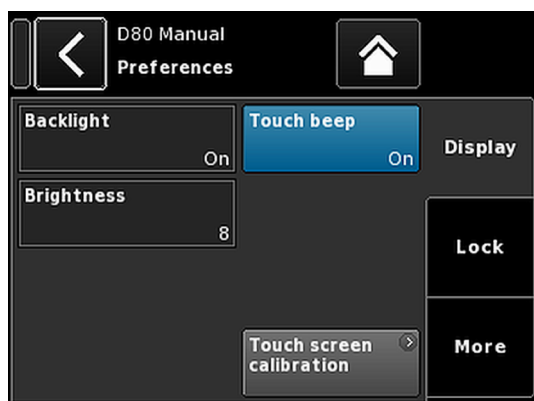 D80 Manual
Preferences
Backlight
On
Touch beep
On
Display
Brightness
8
Lock
Touch screen
calibration
More